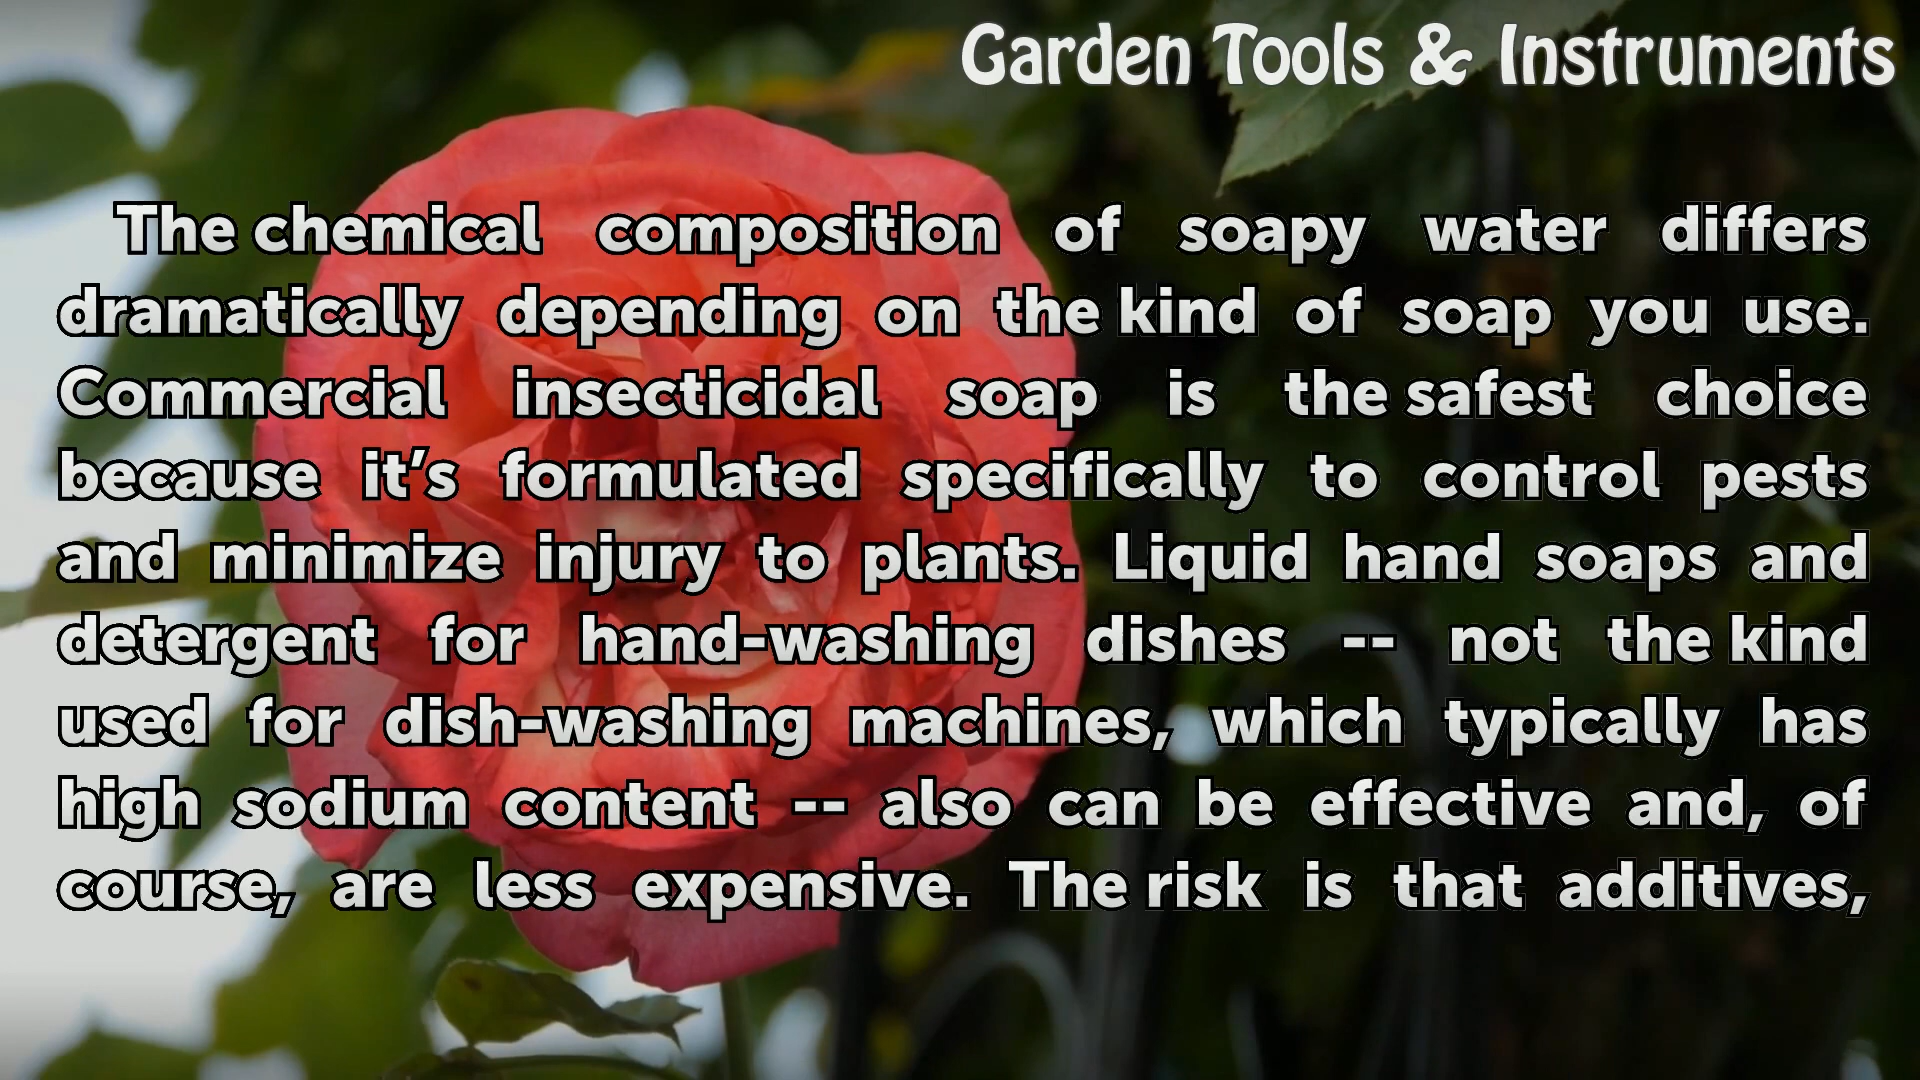 Garden Tools & Instruments
The chemical composition of soapy water differs
dramatically depending on the kind of soap you use.
Commercial insecticidal soap is the safest choice
because it’s formulated specifically to control pests
and minimize injury to plants. Liquid hand soaps and
detergent for hand-washing dishes -- not the kind
used for dish-washing machines, which typically has
high sodium content -- also can be effective and, of
course, are less expensive. The risk is that additives,